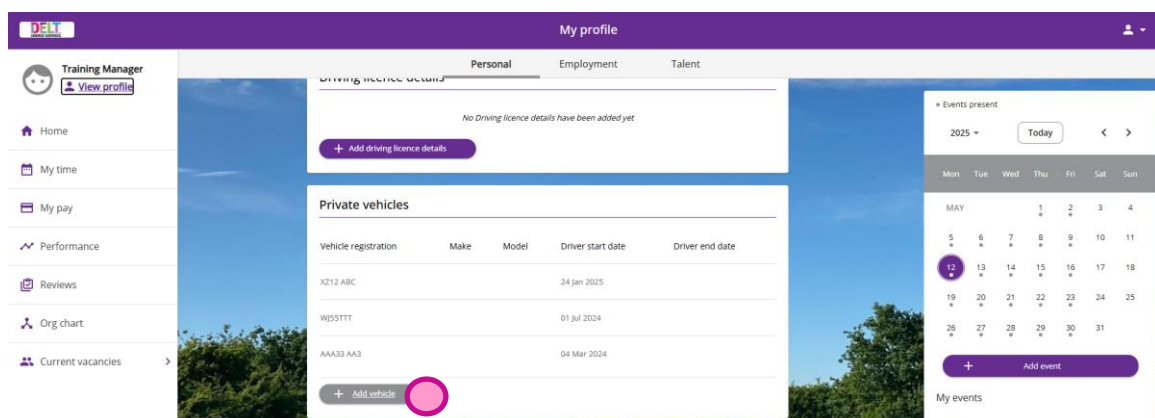 DELT
My profile
Training Manager
View profile
Home
My time
My pay
Performance
Reviews
Org chart
Current vacancies
Personal Employment Talent
Driving licence details
No Driving licence details have been added yet
+ Add driving licence details
Private vehicles
Vehicle registration Make Model Driver start date Driver end date
XZ12 ABC 24 Jan 2025
WJ55TTT 01 Jul 2024
AAA33 AA3 04 Mar 2024
+ Add vehicle
Events present
2025 Today < >
Mon Tue Wed Thu Fri Sat Sun
MAY 1 2 3 4
5 6 7 8 9 10 11
12 13 14 15 16 17 18
19 20 21 22 23 24 25
26 27 28 29 30 31
+ Add event
My events